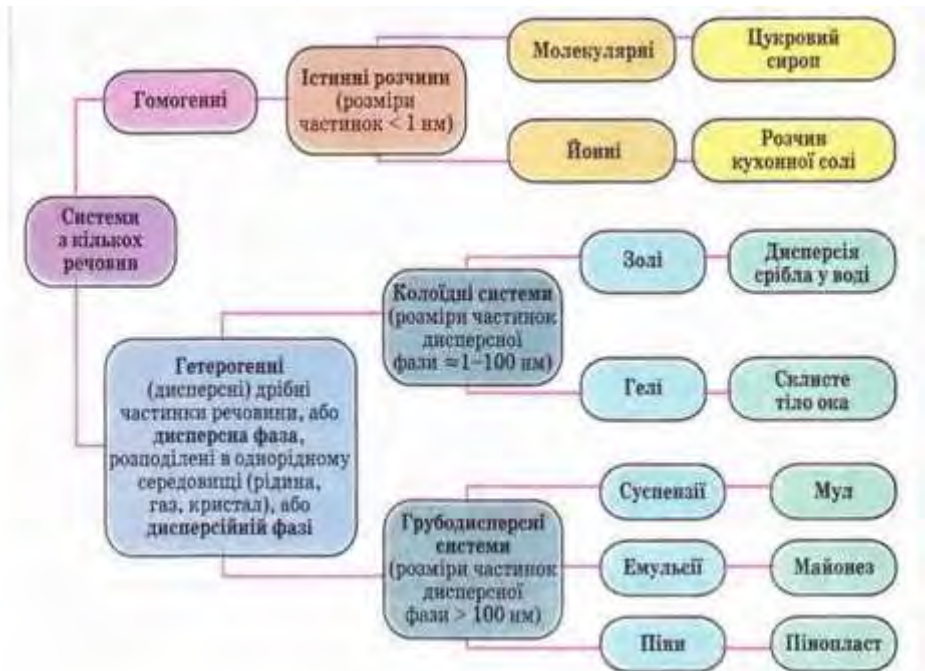 Системи
з кількох
речовин
Гомогенні
Істинні розчини
(розміри
частинок < 1 нм)
Молекулярні
Цукровий
сироп
Йонні
Розчин
кухонної солі
Гетерогенні
(дисперсні) дрібні
частинки речовини, або
дисперсна фаза,
розподілені в однорідному
середовищі (рідина,
газ, кристал), або
дисперсійній фазі
Колоїдні системи
(розміри частинок
дисперсної
фази ≈ 1–100 нм)
Золі
Дисперсія
срібла у воді
Гелі
Склисте
тіло ока
Грубодисперсні
системи
(розміри частинок
дисперсної
фази > 100 нм)
Суспензії
Мул
Емульсії
Майонез
Піни
Пінопласт